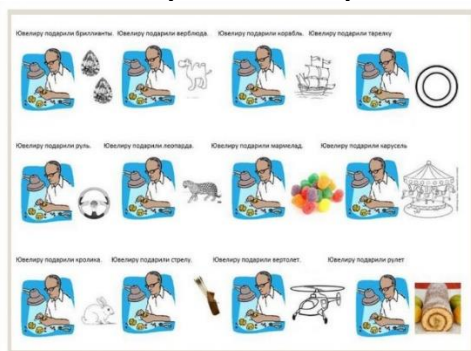 Ювелиру подарили бриллианты. Ювелиру подарили верблюда. Ювелиру подарили корабль. Ювелиру подарили тарелку
Ювелиру подарили руль. Ювелиру подарили леопарда. Ювелиру подарили мармелад. Ювелиру подарили карусель
Ювелиру подарили кролика. Ювелиру подарили стрелу. Ювелиру подарили вертолет. Ювелиру подарили рулет